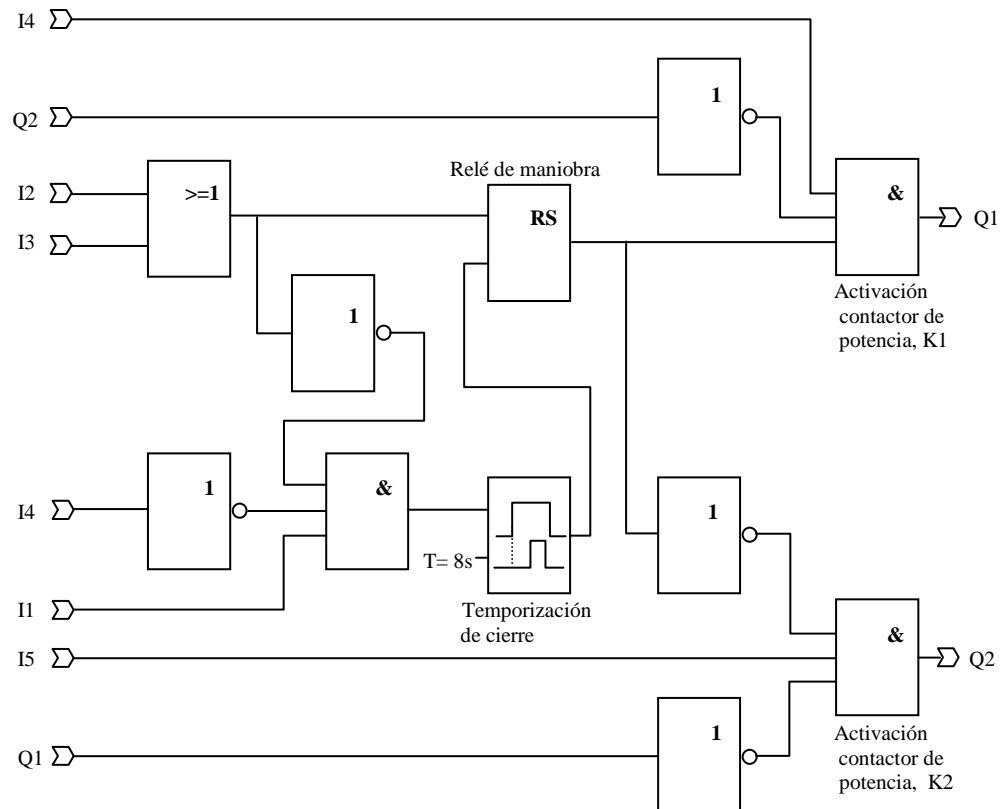 I4
1
Q2
Relé de maniobra
I2
>=1
&
RS
I3
Q1
1
Activación
contactor de
potencia, K1
1
&
1
I4
T= 8s
I1
Temporización
de cierre
&
I5
Q2
1
Activación
contactor de
potencia, K2
Q1